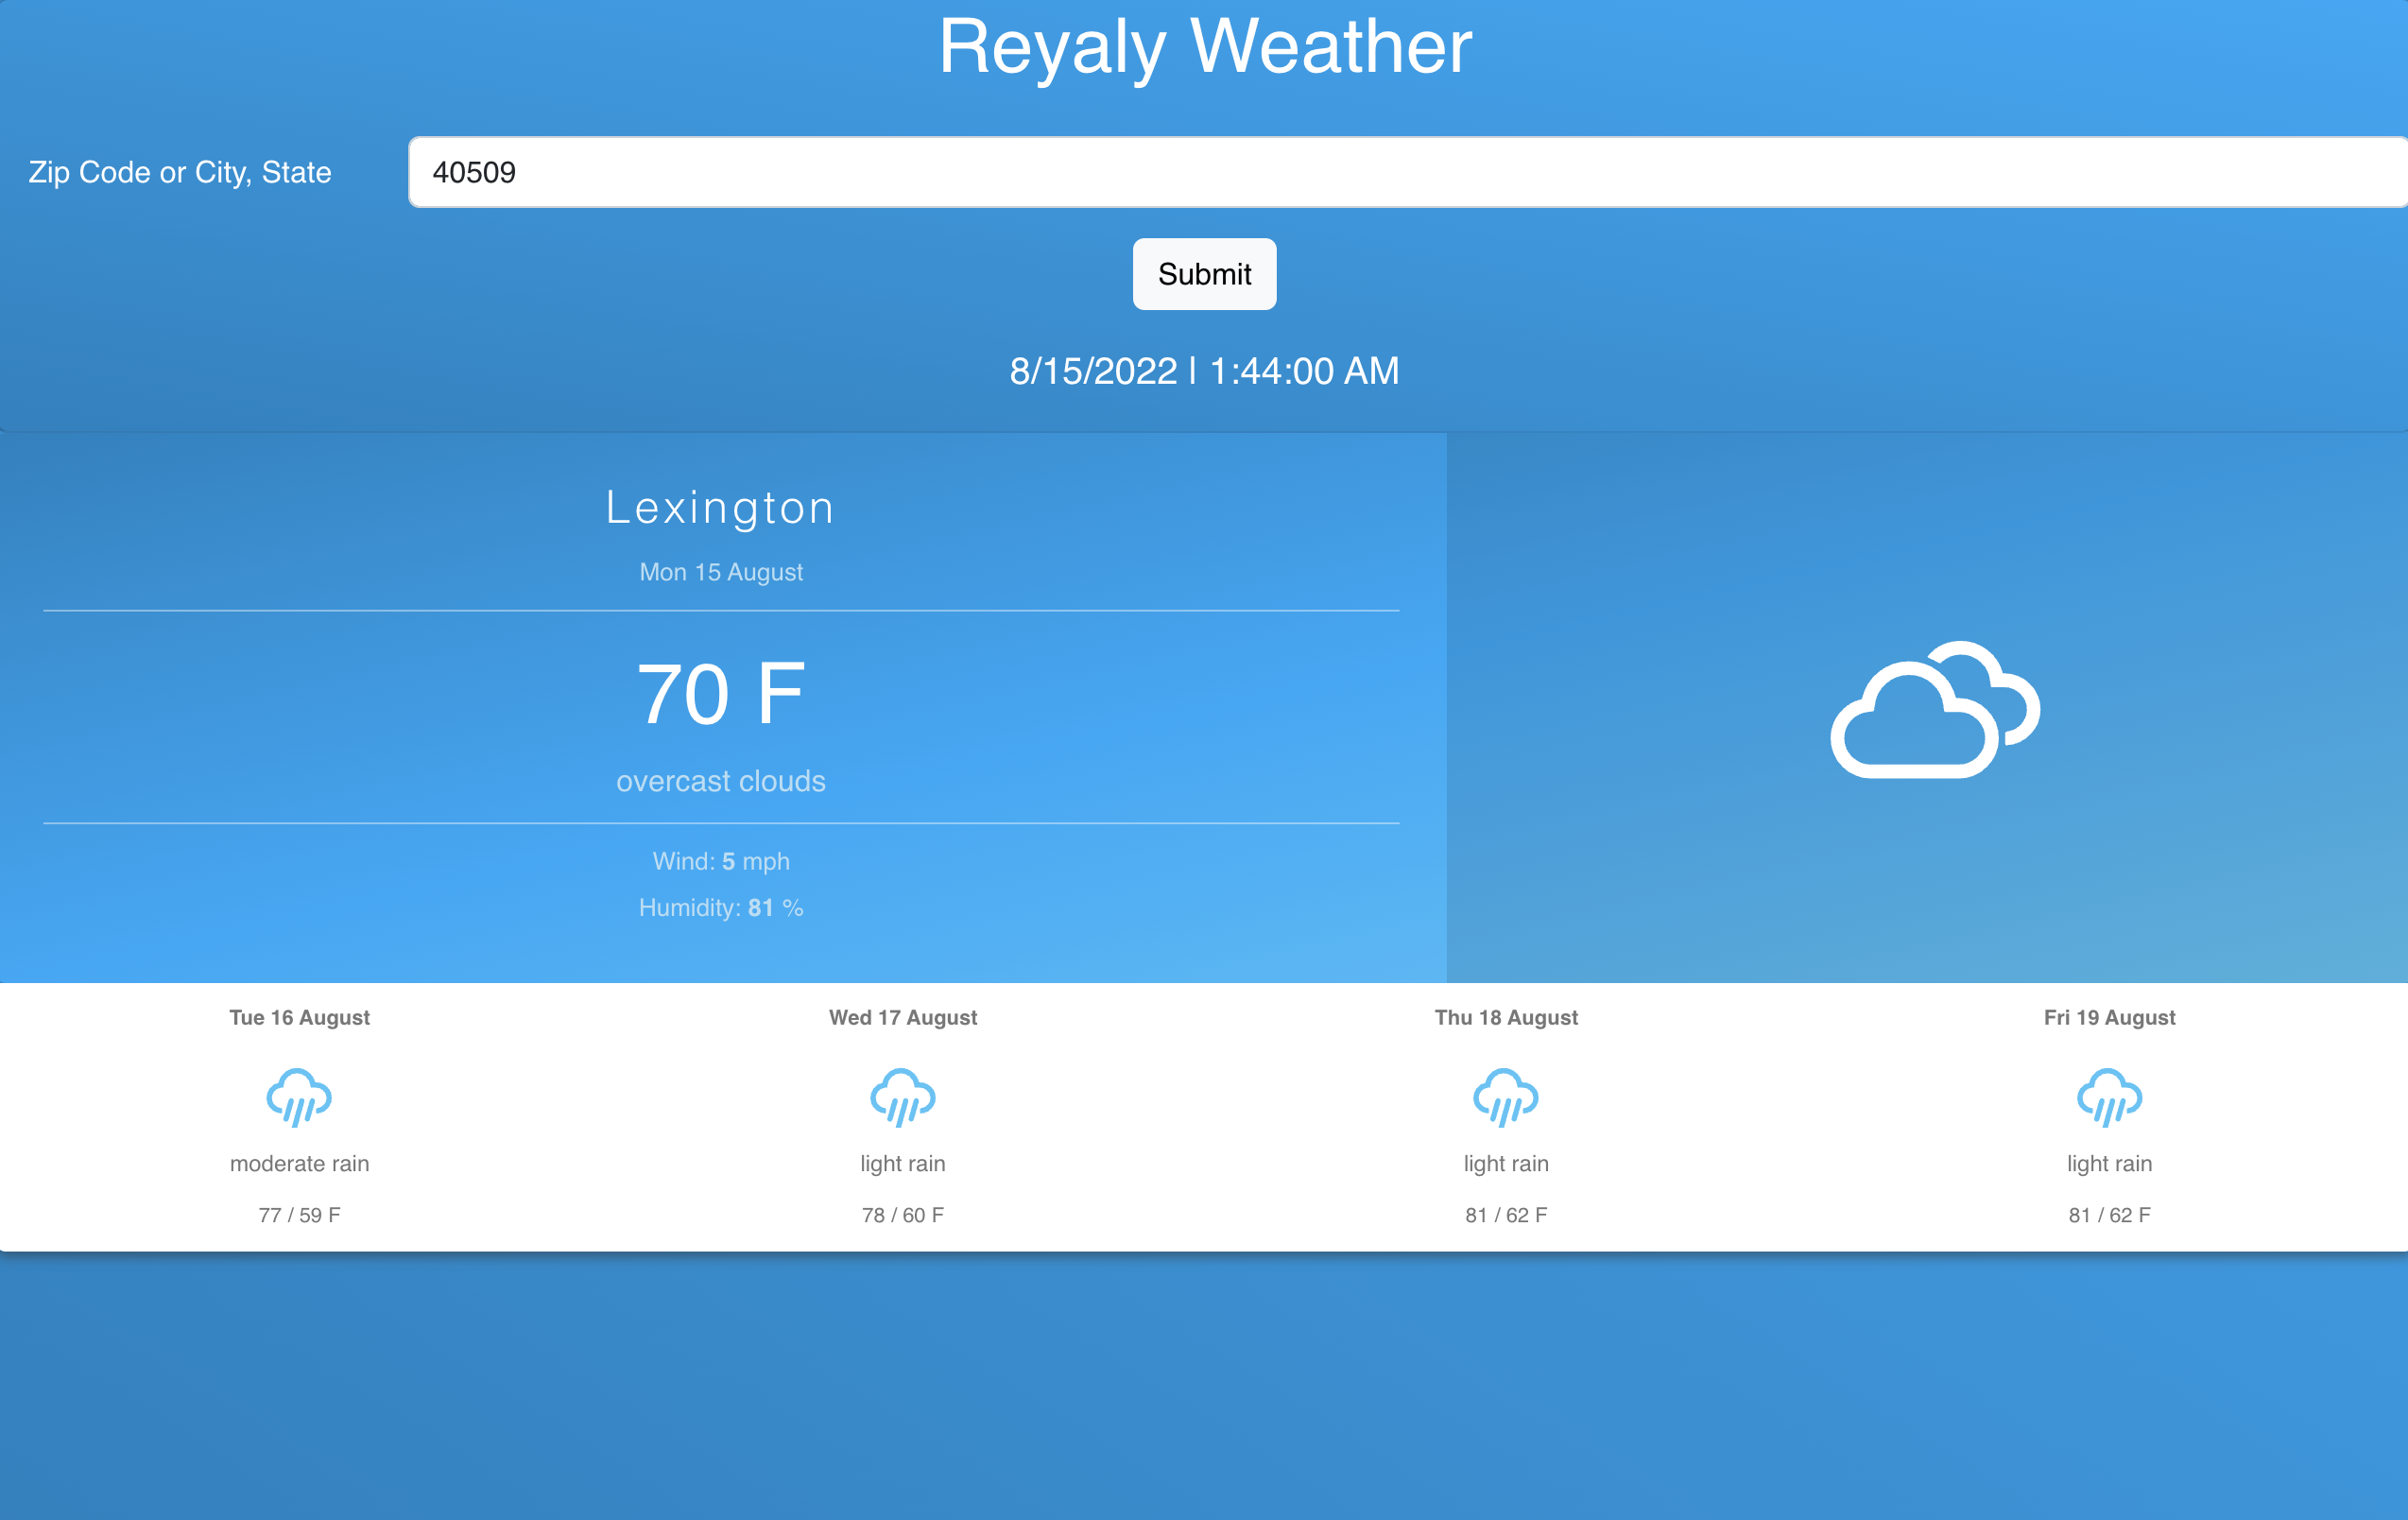 Reyaly Weather
Zip Code or City, State
40509
Submit
8/15/2022 | 1:44:00 AM
Lexington
Mon 15 August
70 F
overcast clouds
Wind: 5 mph
Humidity: 81 %
Tue 16 August
moderate rain
77 / 59 F
Wed 17 August
light rain
78 / 60 F
Thu 18 August
light rain
81 / 62 F
Fri 19 August
light rain
81 / 62 F